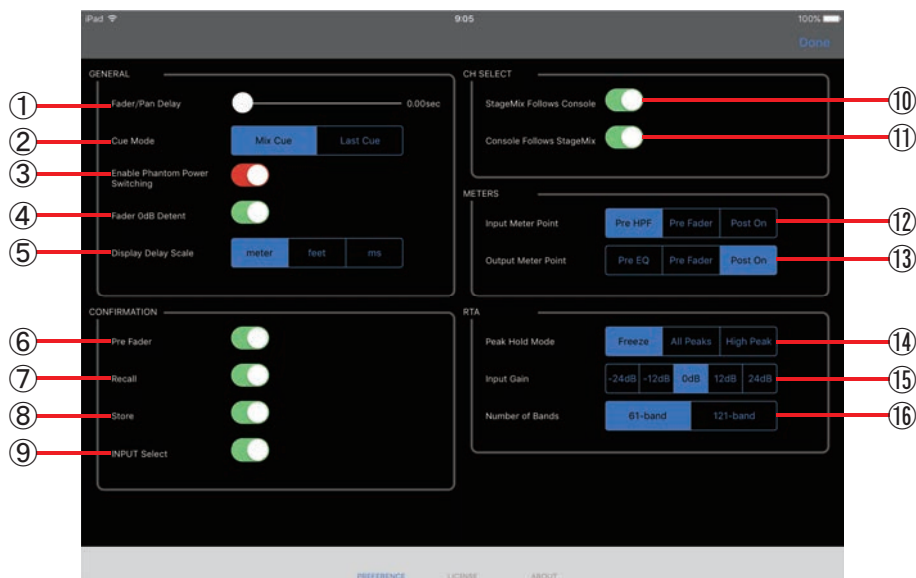 iPad 9:05 100%
Done
GENERAL
① Fader/Pan Delay 0.00sec
② Cue Mode Mix Cue Last Cue
③ Enable Phantom Power
Switching
④ Fader 0dB Detent
⑤ Display Delay Scale meter feet ms
CONFIRMATION
⑥ Pre Fader
⑦ Recall
⑧ Store
⑨ INPUT Select
CH SELECT
StageMix Follows Console ⑩
Console Follows StageMix ⑪
METERS
Input Meter Point Pre HPF Pre Fader Post On ⑫
Output Meter Point Pre EQ Pre Fader Post On ⑬
RTA
Peak Hold Mode Freeze All Peaks High Peak ⑭
Input Gain -24dB -12dB 0dB 12dB 24dB ⑮
Number of Bands 61-band 121-band ⑯
PREFERENCE LICENSE ABOUT